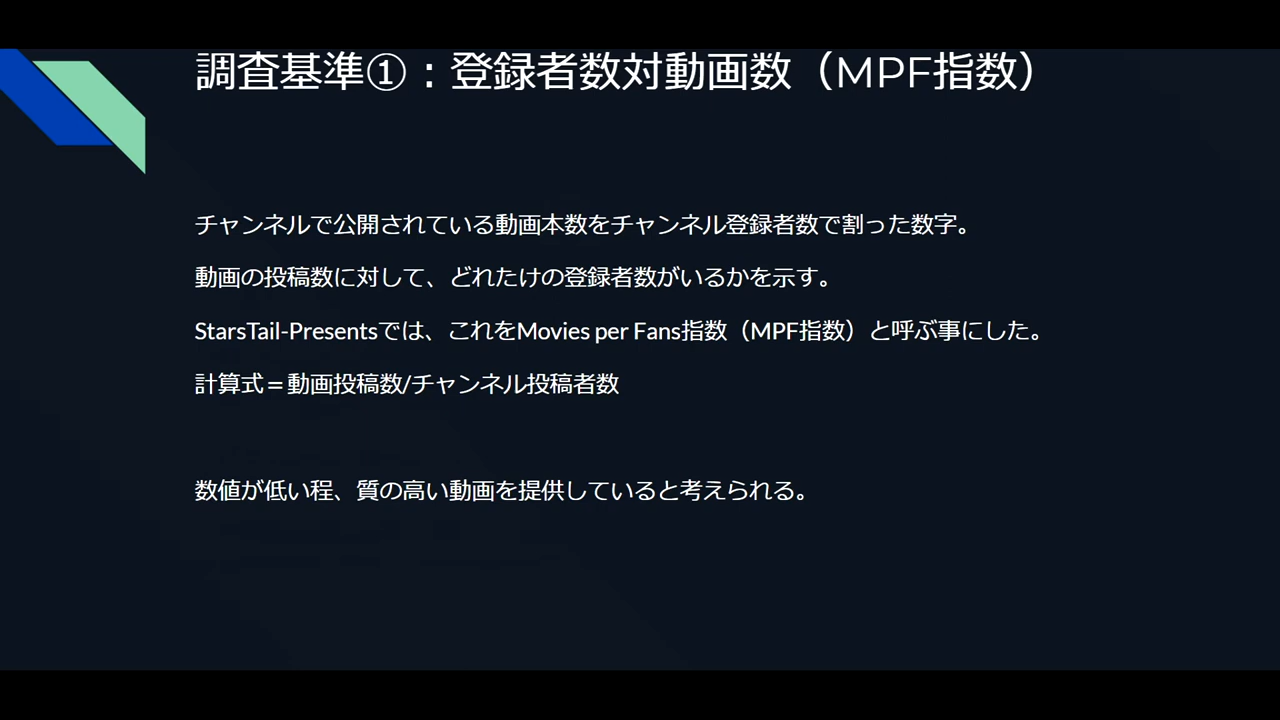 調査基準①：登録者数対動画数（MPF指数）
チャンネルで公開されている動画本数をチャンネル登録者数で割った数字。
動画の投稿数に対して、どれたけの登録者数がいるかを示す。
StarsTail-Presentsでは、これをMovies per Fans指数（MPF指数）と呼ぶ事にした。
計算式＝動画投稿数/チャンネル投稿者数
数値が低い程、質の高い動画を提供していると考えられる。